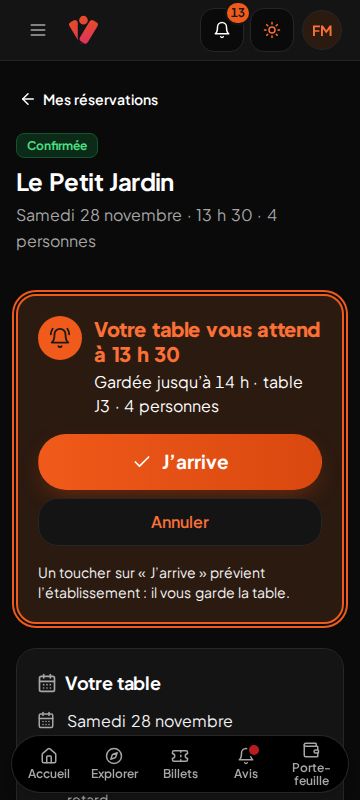 13
FM
Mes réservations
Confirmée
Le Petit Jardin
Samedi 28 novembre · 13 h 30 · 4
personnes
Votre table vous attend
à 13 h 30
Gardée jusqu’à 14 h · table
J3 · 4 personnes
J’arrive
Annuler
Un toucher sur « J’arrive » prévient
l’établissement : il vous garde la table.
Votre table
Samedi 28 novembre
Accueil
Explorer
Billets
Avis
Porte-
feuille
retard